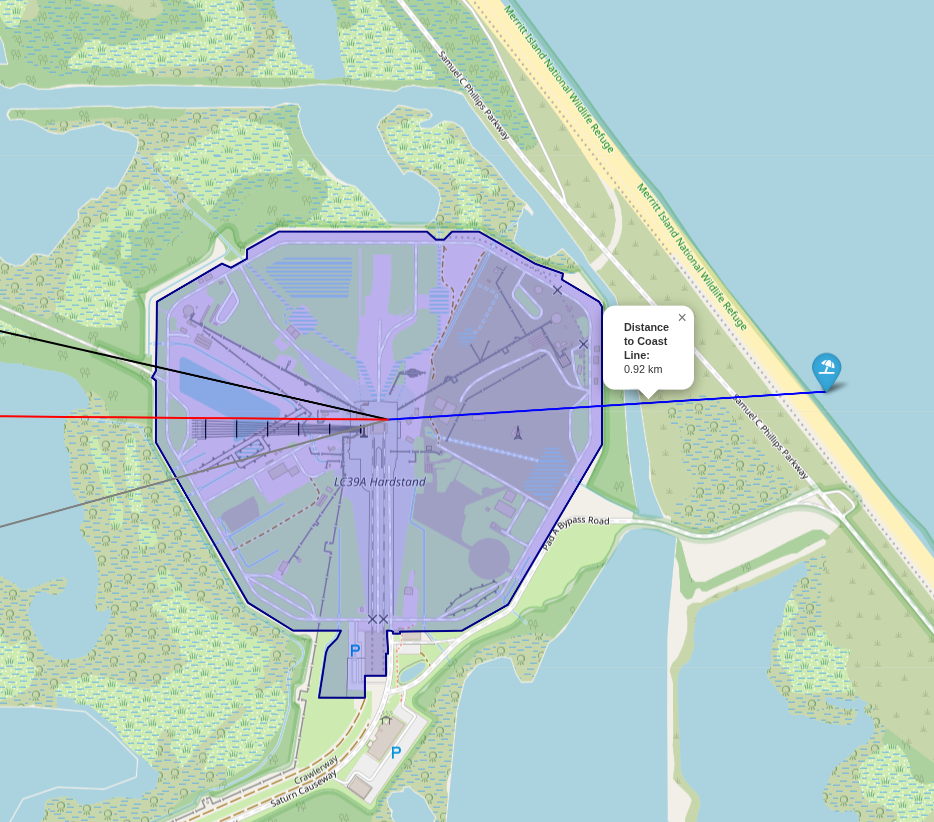 Merritt Island National Wildlife Refuge
Samuel C Phillips Parkway
Merritt Island National Wildlife Refuge
Distance
to Coast
Line:
0.92 km
×
Samuel C Phillips Parkway
LC39A Hardstand
Pad A Bypass Road
P
P
Crawlerway
Saturn Causeway